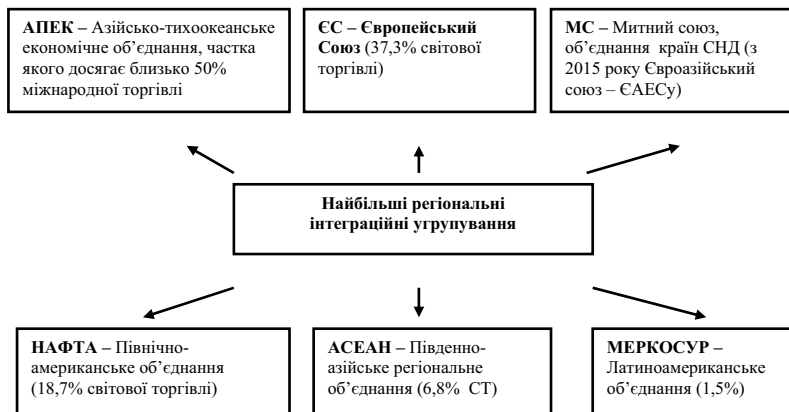 АПЕК – Азійсько-тихоокеанське
економічне об’єднання, частка
якого досягає близько 50%
міжнародної торгівлі
ЄС – Європейський
Союз (37,3% світової
торгівлі)
МС – Митний союз,
об’єднання країн СНД (з
2015 року Євроазійський
союз – ЄАЕСу)
Найбільші регіональні
інтеграційні угрупування
НАФТА – Північно-
американське об’єднання
(18,7% світової торгівлі)
АСЕАН – Південно-
азійське регіональне
об’єднання (6,8% СТ)
МЕРКОСУР –
Латиноамериканське
об’єднання (1,5%)